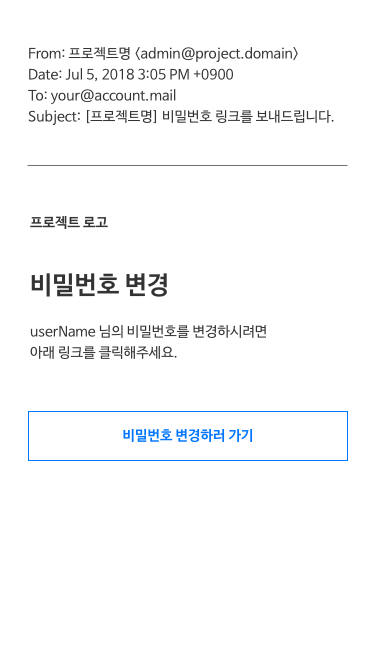 From: 프로젝트명 〈admin@project.domain〉
Date: Jul 5, 2018 3:05 PM +0900
To: your@account.mail
Subject: [프로젝트명] 비밀번호 링크를 보내드립니다.
프로젝트 로고
비밀번호 변경
userName 님의 비밀번호를 변경하시려면
아래 링크를 클릭해주세요.
비밀번호 변경하러 가기